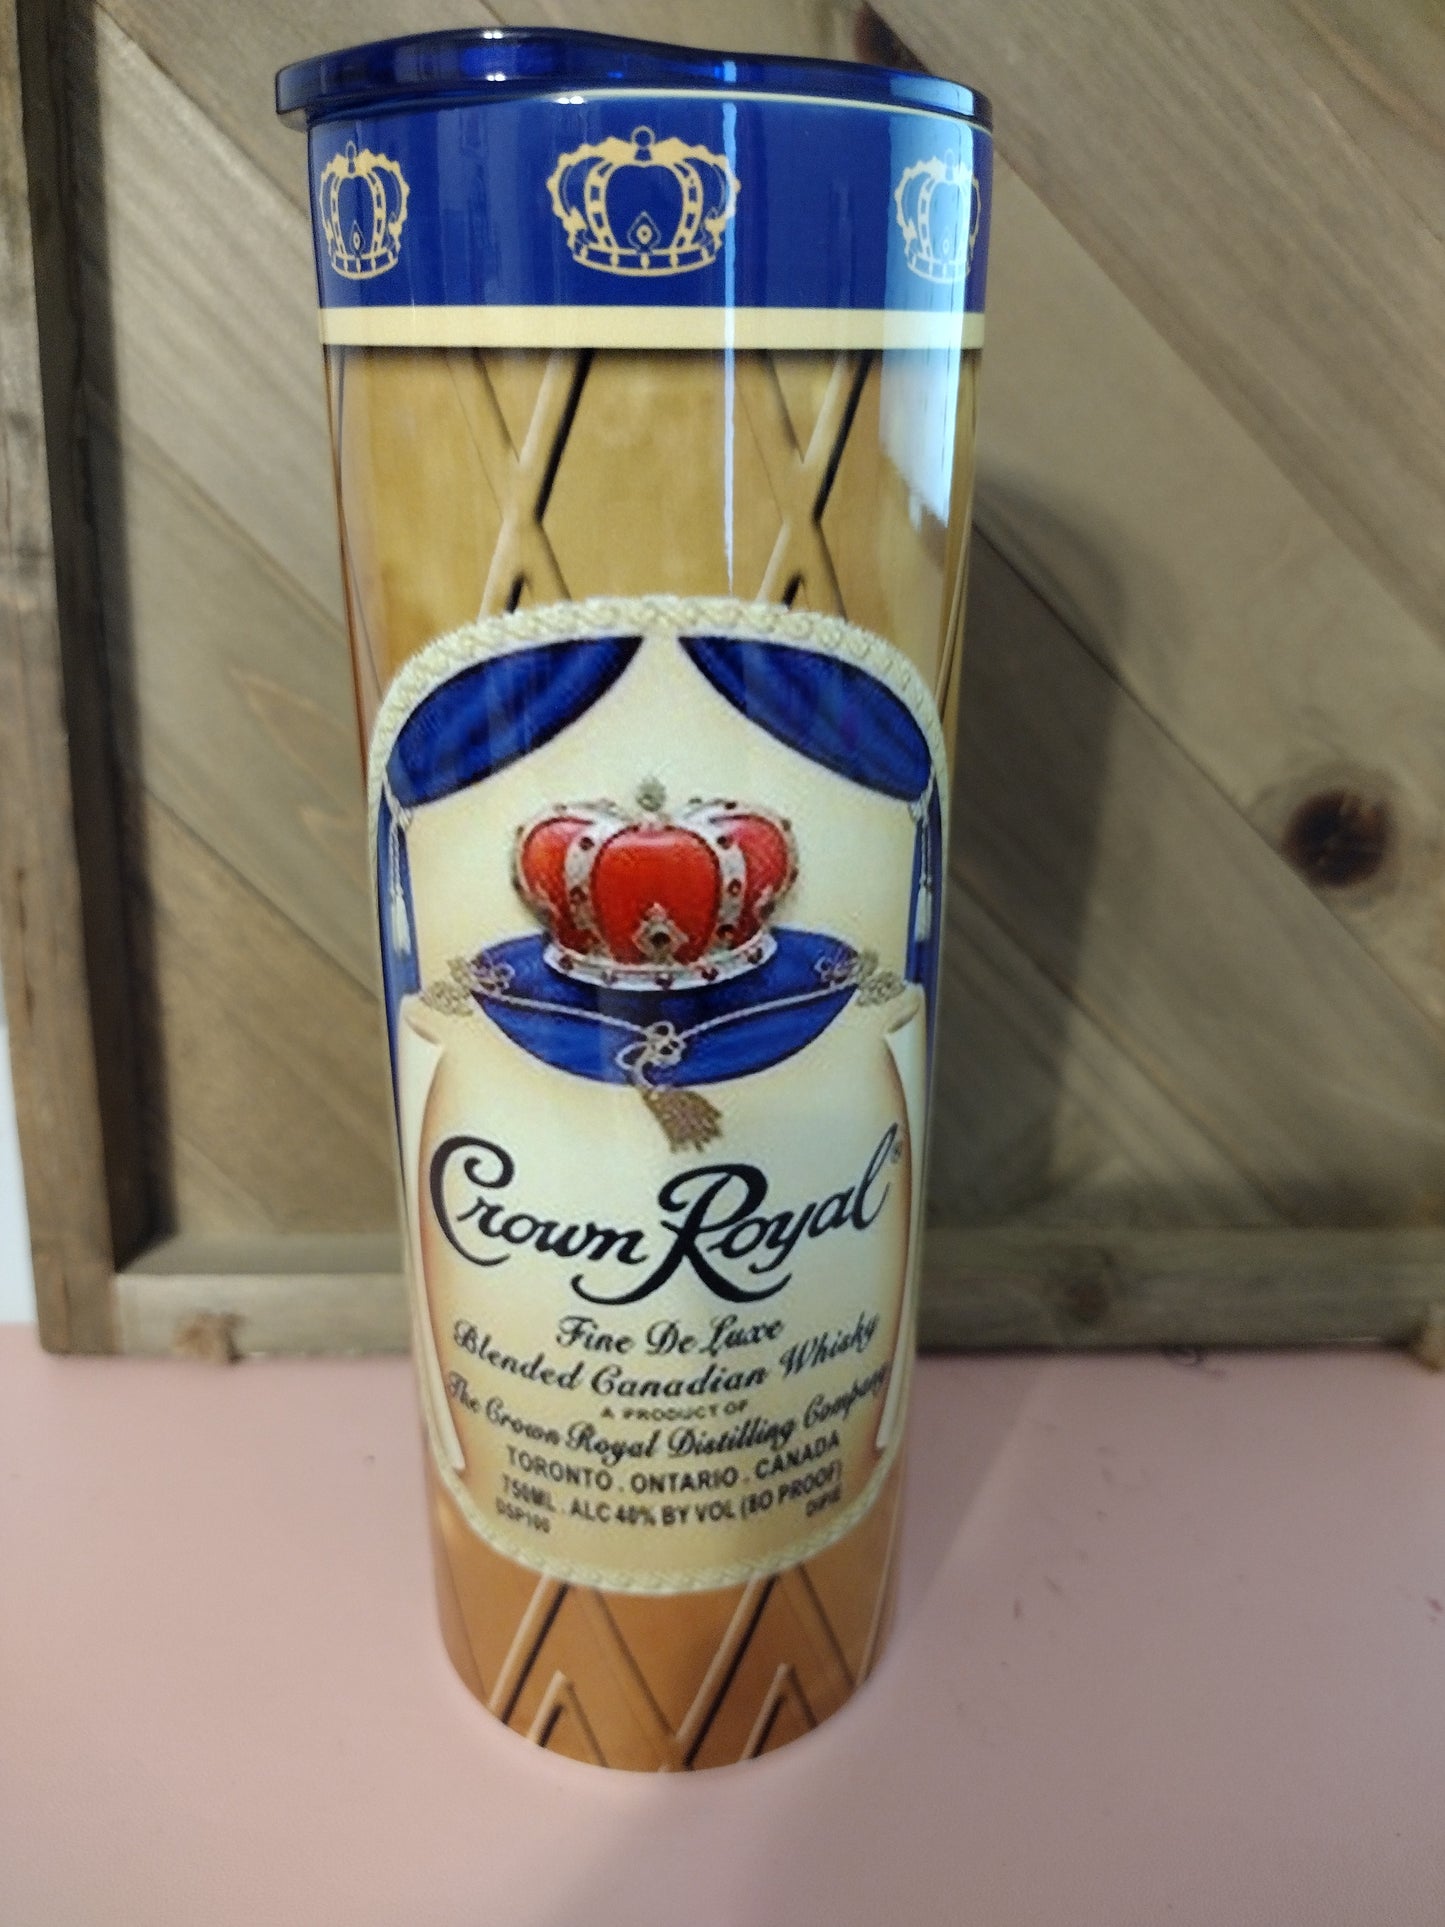 Crown Royal®
Fine De Luxe
Blended Canadian Whisky
A PRODUCT OF
The Crown Royal Distilling Company
TORONTO . ONTARIO . CANADA
750ML . ALC 40% BY VOL (80 PROOF)